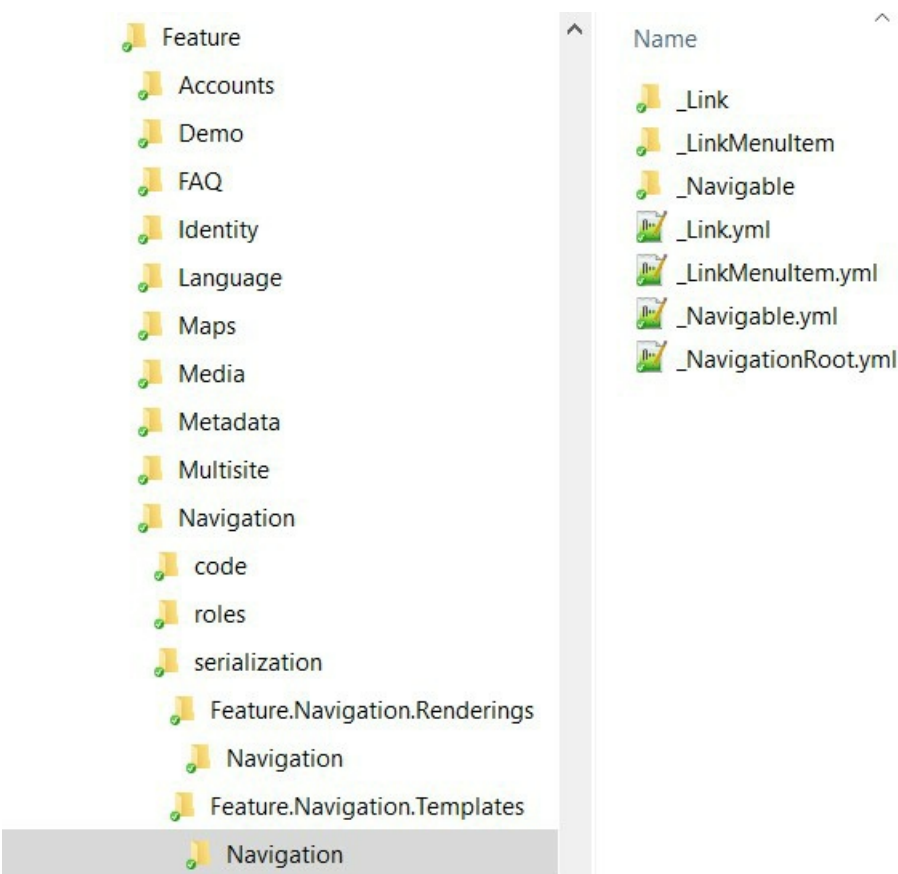 Feature
Accounts
Demo
FAQ
Identity
Language
Maps
Media
Metadata
Multisite
Navigation
code
roles
serialization
Feature.Navigation.Renderings
Navigation
Feature.Navigation.Templates
Navigation
Name
_Link
_LinkMenuItem
_Navigable
_Link.yml
_LinkMenuItem.yml
_Navigable.yml
_NavigationRoot.yml